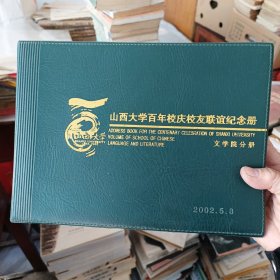 山西大学百年校庆校友联谊纪念册
ADDRESS BOOK FOR THE CENTENARY CELEBRATION OF SHANXI UNIVERSITY
VOLUME OF SCHOOL OF CHINESE
LANGUAGE AND LITERATURE
文学院分册
2002.5.8